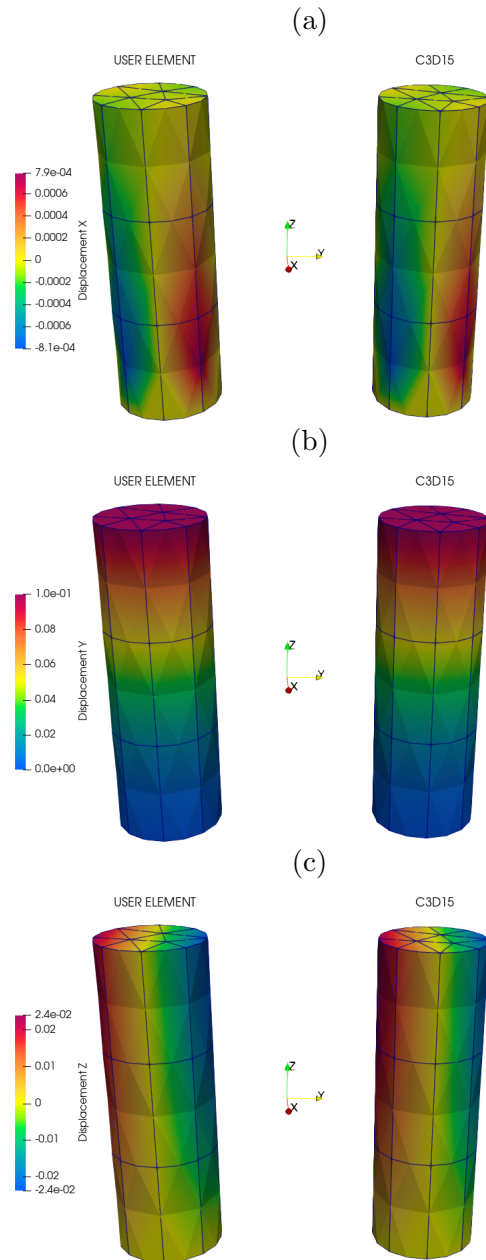 (a)
USER ELEMENT
C3D15
7.9e-04
0.0006
0.0004
0.0002
0
-0.0002
-0.0004
-0.0006
-8.1e-04
Displacement X
Z
Y
X
(b)
USER ELEMENT
C3D15
1.0e-01
0.08
0.06
0.04
0.02
0.01
0.0e+00
Displacement Y
Z
Y
X
(c)
USER ELEMENT
C3D15
2.4e-02
0.02
0.01
0
-0.01
-0.02
-2.4e-02
Displacement Z
Z
Y
X